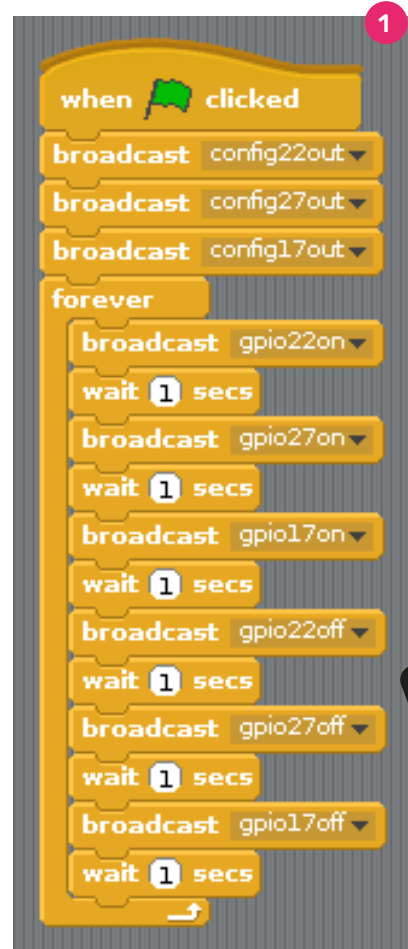 1
when clicked
broadcast config22out
broadcast config27out
broadcast config17out
forever
broadcast gpio22on
wait 1 secs
broadcast gpio27on
wait 1 secs
broadcast gpio17on
wait 1 secs
broadcast gpio22off
wait 1 secs
broadcast gpio27off
wait 1 secs
broadcast gpio17off
wait 1 secs